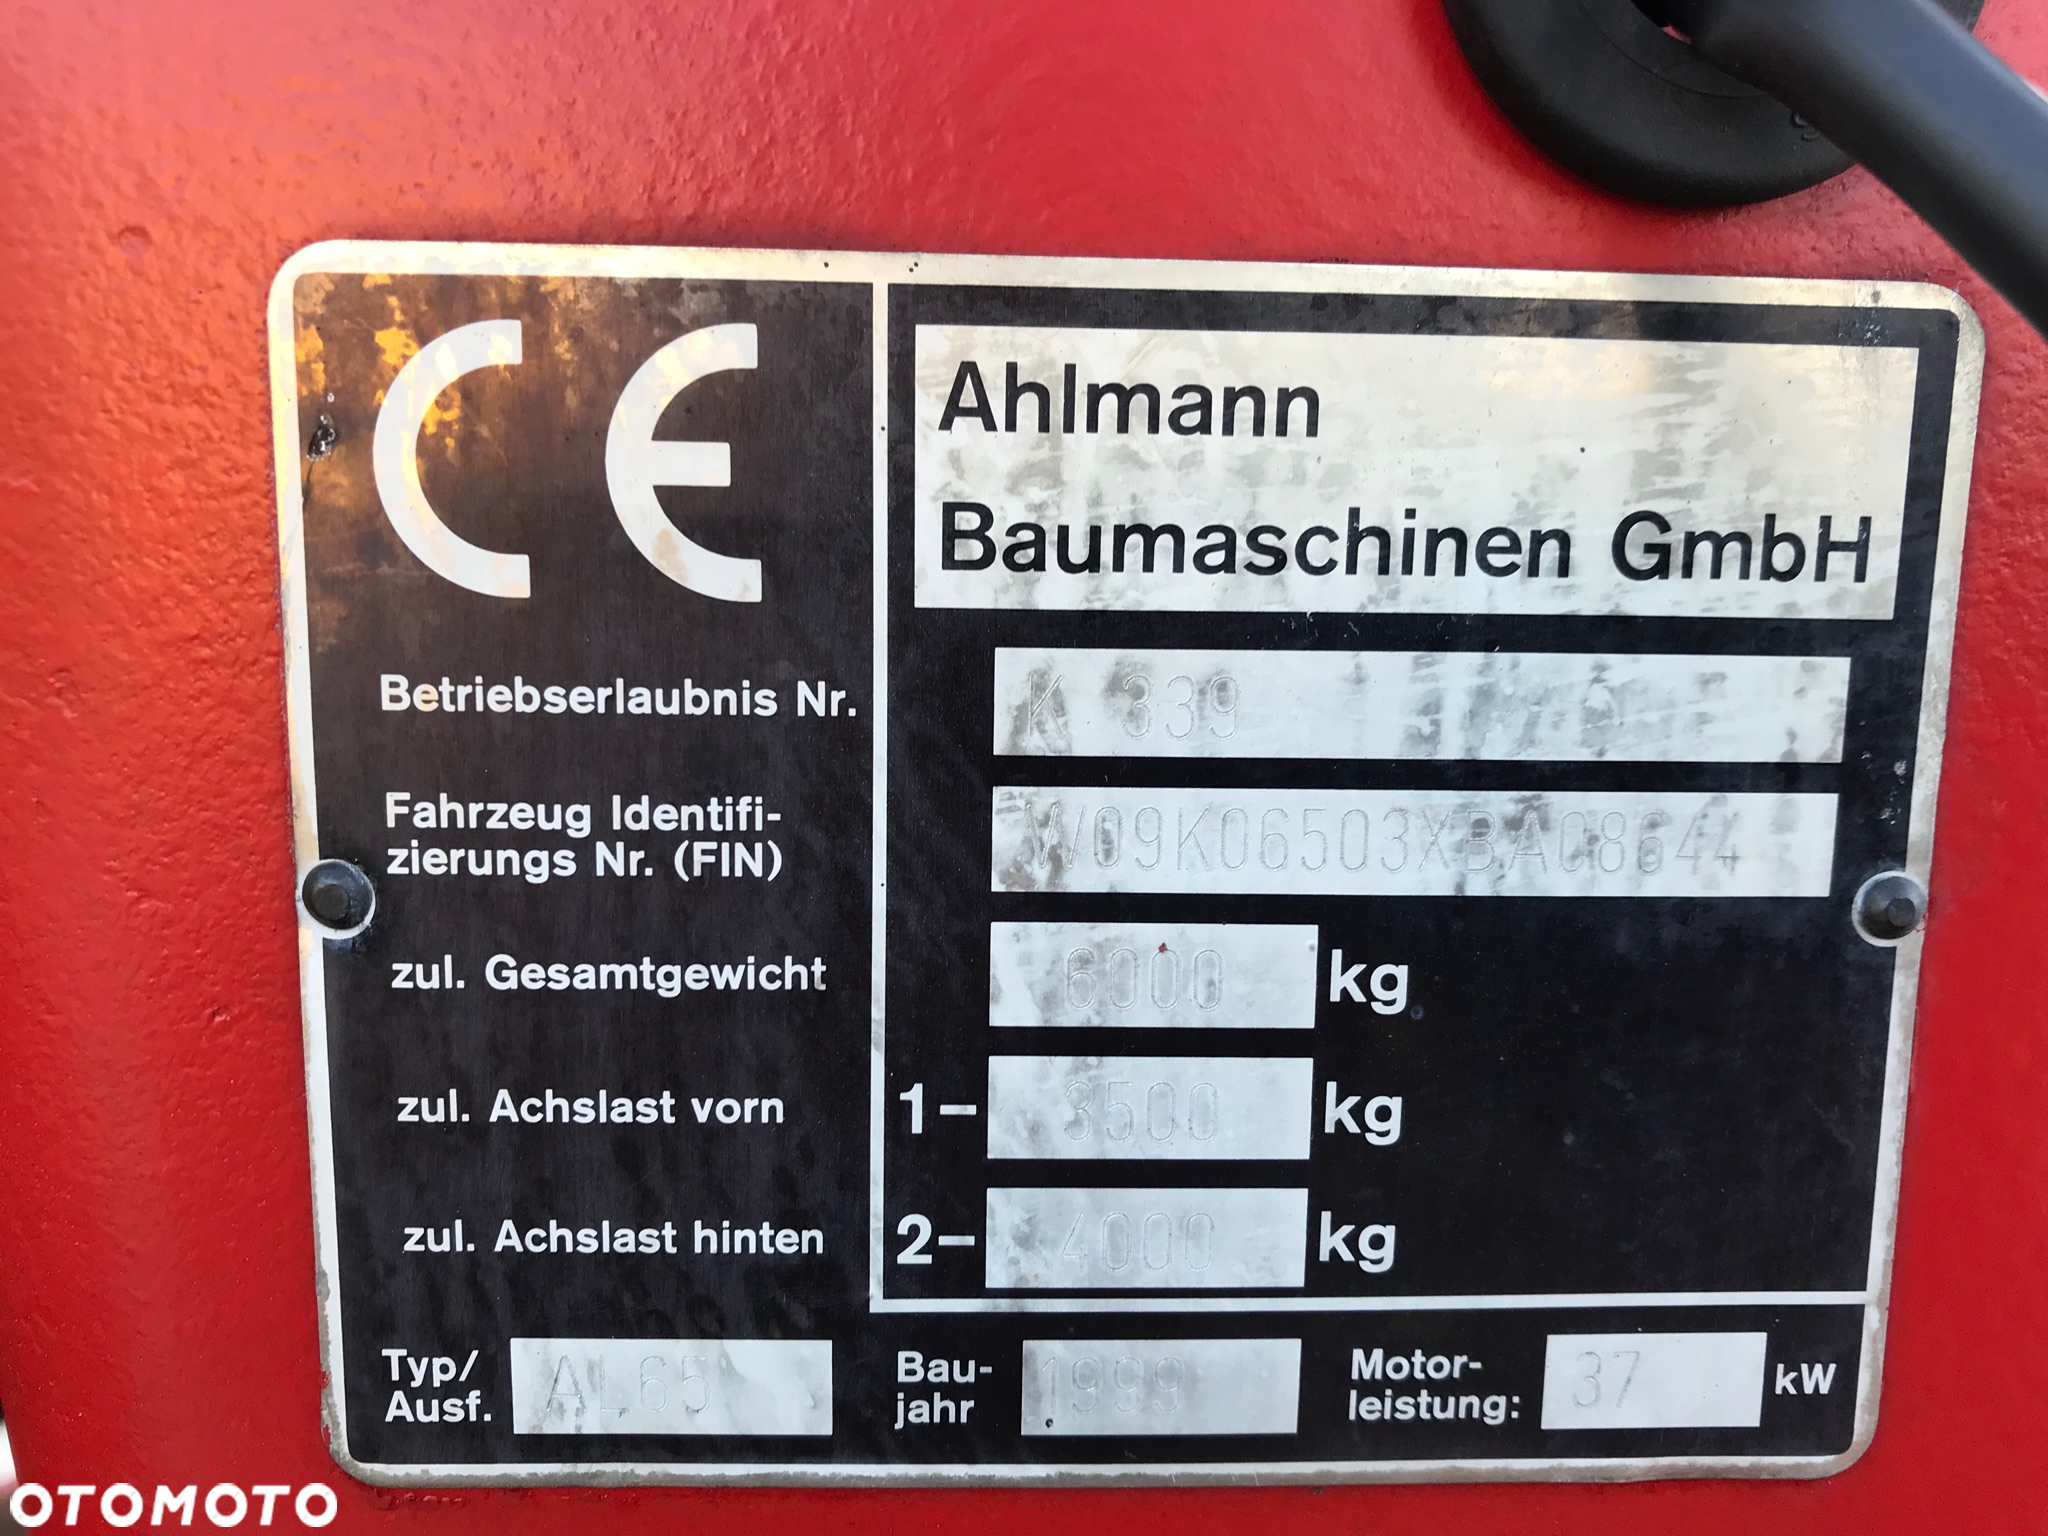 CE
Ahlmann
Baumaschinen GmbH
Betriebserlaubnis Nr. K 339
Fahrzeug Identifi-
zierungs Nr. (FIN) W09K06503XBA08644
zul. Gesamtgewicht 6000 kg
zul. Achslast vorn 1- 3500 kg
zul. Achslast hinten 2- 4000 kg
Typ/
Ausf. AL65
Bau-
jahr 1999
Motor-
leistung: 37 kW
OTOMOTO